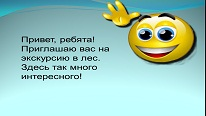 Привет, ребята!
Приглашаю вас на
экскурсию в лес.
Здесь так много
интересного!